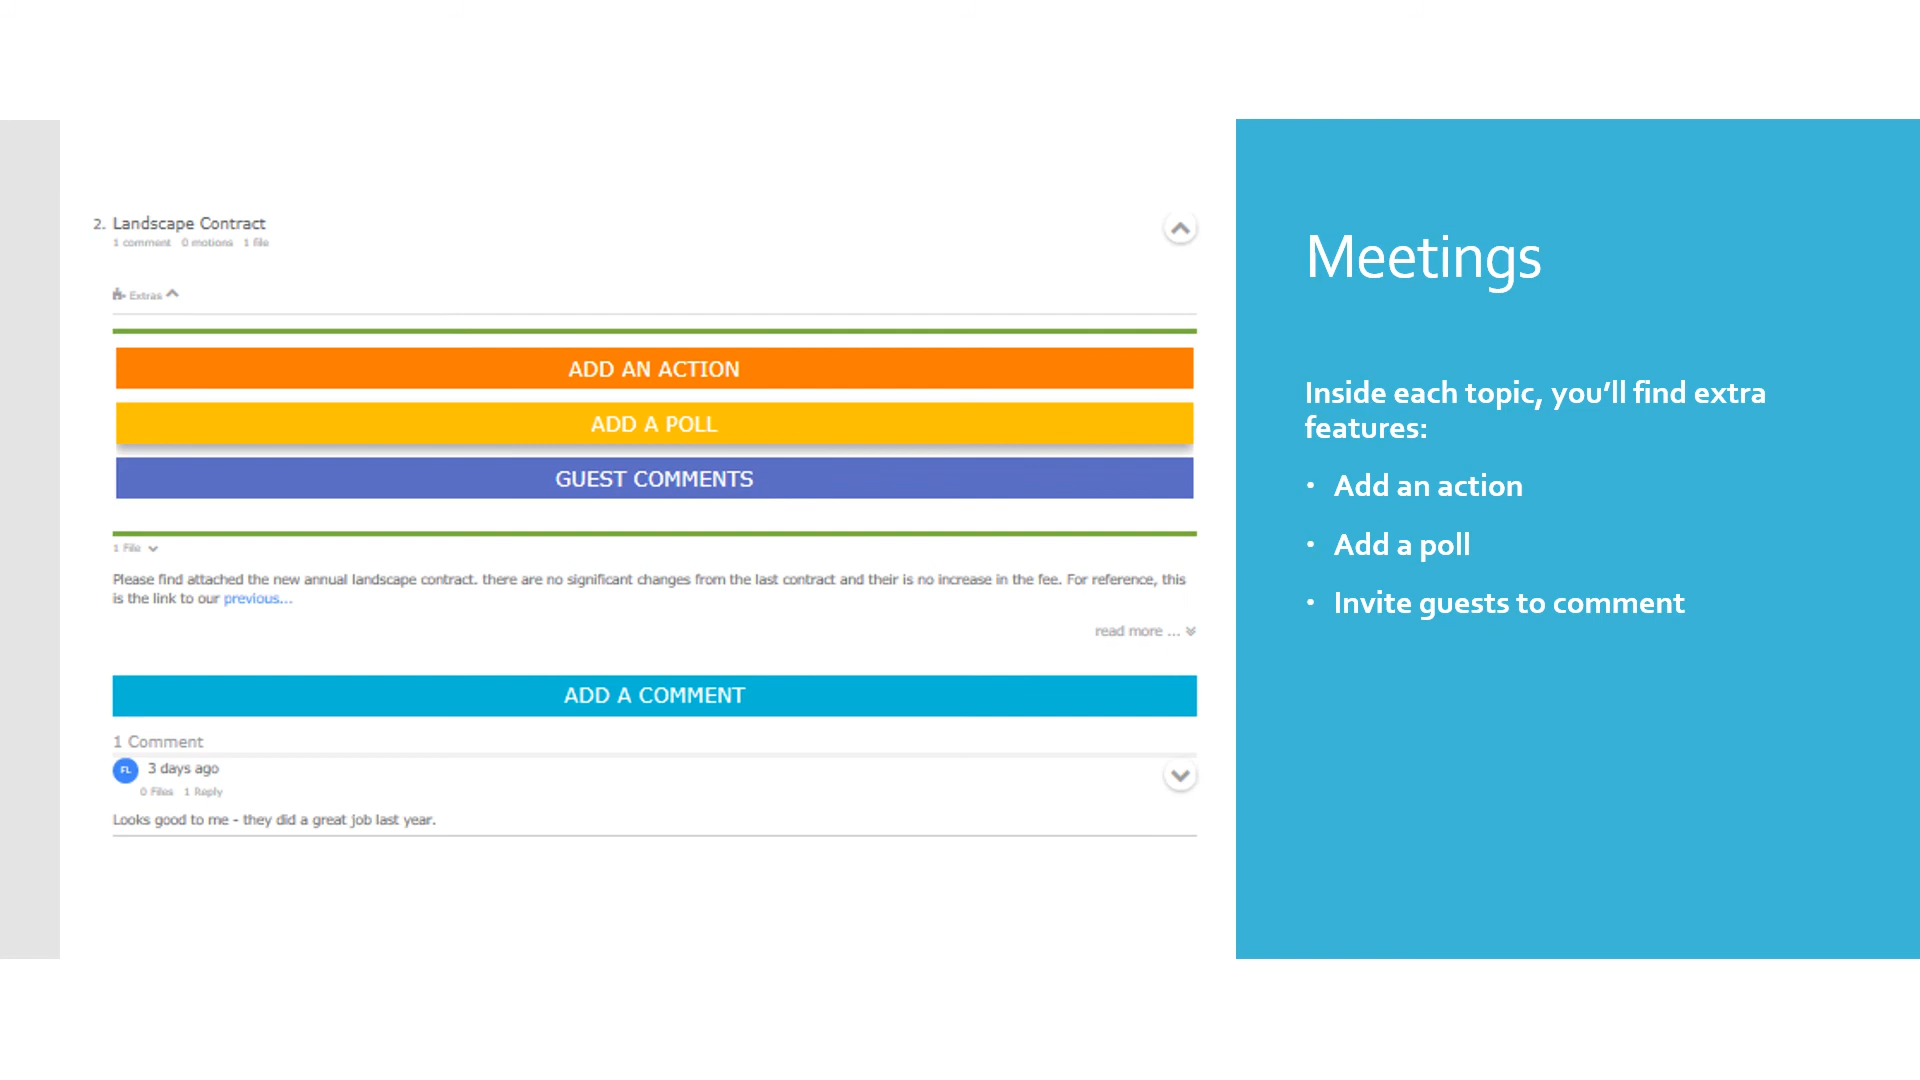 2. Landscape Contract
1 comment 0 motions 1 file
Extras
ADD AN ACTION
ADD A POLL
GUEST COMMENTS
1 File
Please find attached the new annual landscape contract. there are no significant changes from the last contract and their is no increase in the fee. For reference, this
is the link to our previous...
read more ...
ADD A COMMENT
1 Comment
FL 3 days ago
0 Files 1 Reply
Looks good to me - they did a great job last year.
Meetings
Inside each topic, you’ll find extra
features:
• Add an action
• Add a poll
• Invite guests to comment